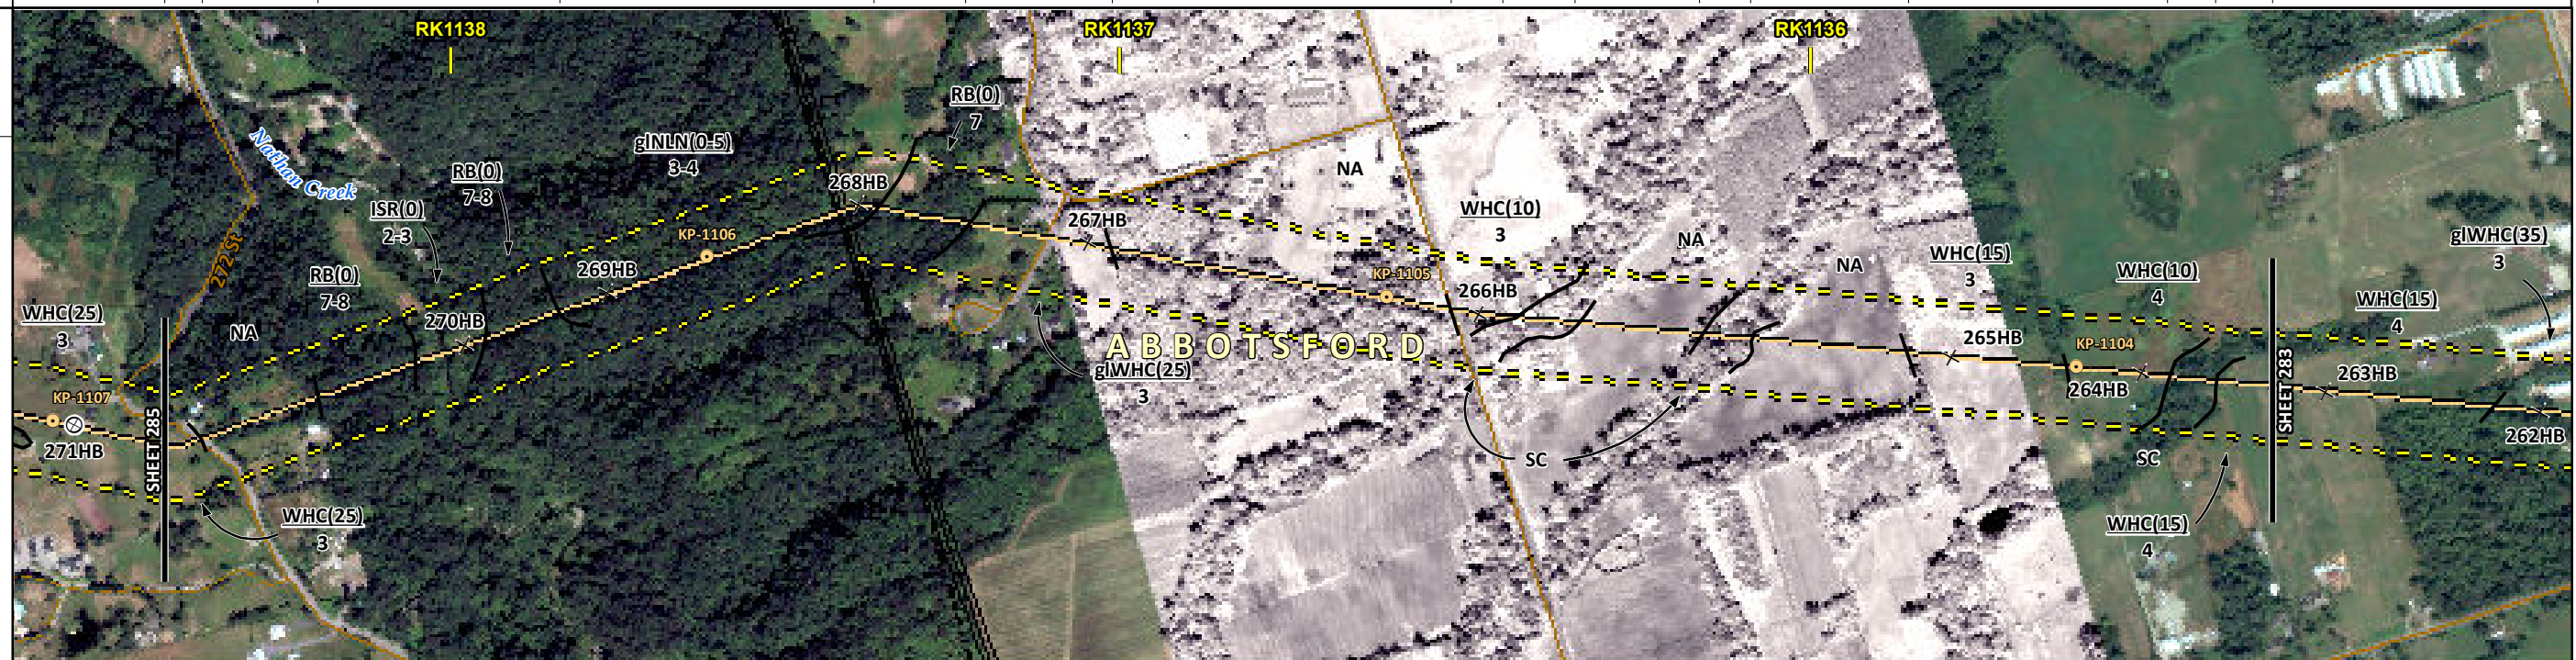 RK1138
RK1137
RK1136
RB(0)
7
Nathan Creek
glNLN(0-5)
3-4
NA
RB(0)
7-8
268HB
ISR(0)
2-3
WHC(10)
3
267HB
272 St
KP-1106
NA
glWHC(35)
3
WHC(15)
3
RB(0)
7-8
269HB
NA
WHC(10)
4
KP-1105
266HB
WHC(25)
3
NA
270HB
WHC(15)
4
265HB
KP-1104
ABBOTSFORD
glWHC(25)
3
264HB
263HB
KP-1107
SHEET 285
SHEET 283
271HB
262HB
SC
SC
WHC(25)
3
WHC(15)
4